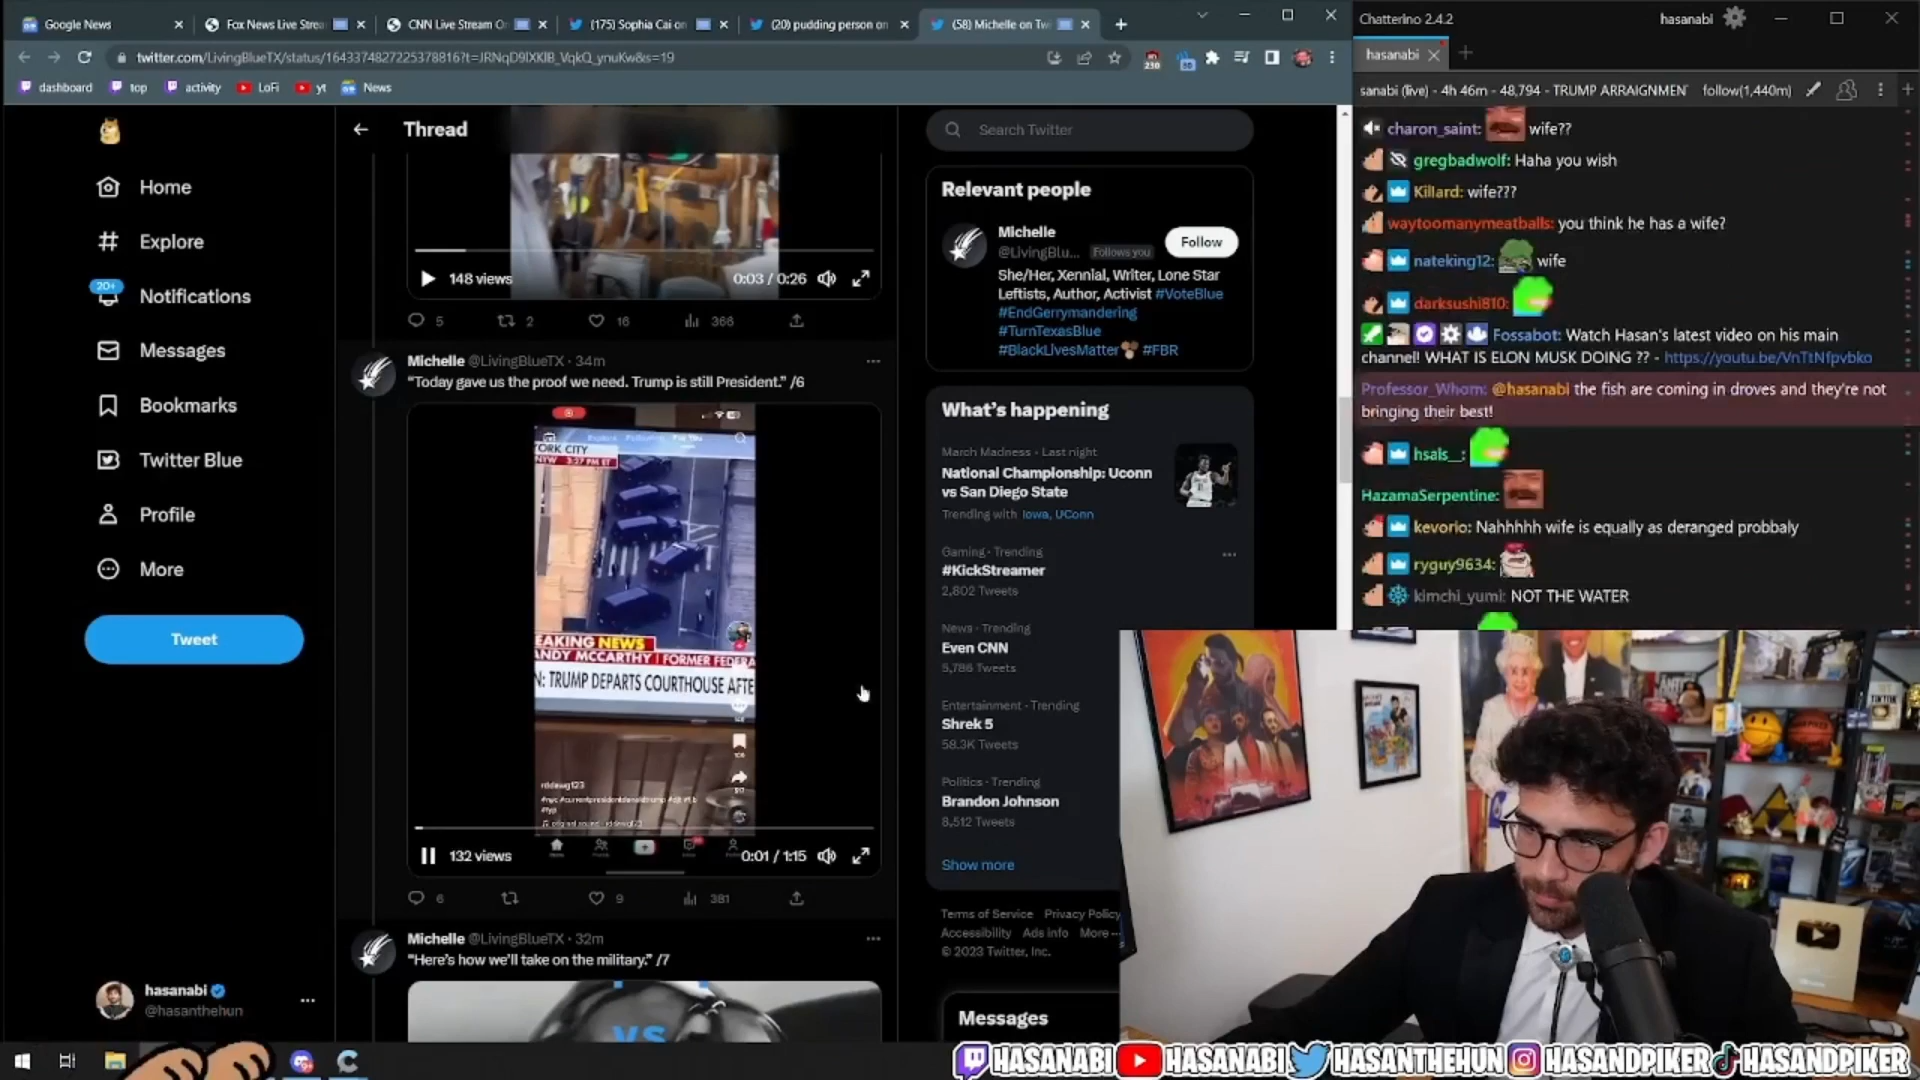 Google News
Fox News Live Strea
CNN Live Stream O
(175) Sophia Cai on
(20) pudding person on
(58) Michelle on Tw
twitter.com/LivingBlueTX/status/1643374827225378816?t=JRNqD9lXKlB_VqkQ_ynuKw&s=19
dashboard
top
activity
LoFi
yt
News
Thread
Search Twitter
Home
Explore
20+
Notifications
Messages
Bookmarks
Twitter Blue
Profile
More
Tweet
hasanabi
@hasanthehun
148 views
0:03 / 0:26
5
2
16
366
Michelle @LivingBlueTX · 34m
“Today gave us the proof we need. Trump is still President.” /6
YORK CITY
3:27 PM ET
EAKING NEWS
ANDY MCCARTHY | FORMER FEDERA
N: TRUMP DEPARTS COURTHOUSE AFTE
rddawg123
132 views
0:01 / 1:15
6
9
381
Michelle @LivingBlueTX · 32m
“Here’s how we’ll take on the military.” /7
VS
Relevant people
Michelle
@LivingBlu...
Follows you
Follow
She/Her, Xennial, Writer, Lone Star
Leftists, Author, Activist #VoteBlue
#EndGerrymandering
#TurnTexasBlue
#BlackLivesMatter #FBR
What’s happening
March Madness · Last night
National Championship: Uconn
vs San Diego State
Trending with Iowa, UConn
Gaming · Trending
#KickStreamer
2,802 Tweets
News · Trending
Even CNN
5,786 Tweets
Entertainment · Trending
Shrek 5
58.3K Tweets
Politics · Trending
Brandon Johnson
8,512 Tweets
Show more
Terms of Service Privacy Policy
Accessibility Ads info More ···
© 2023 Twitter, Inc.
Messages
Chatterino 2.4.2
hasanabi
hasanabi
sanabi (live) - 4h 46m - 48,794 - TRUMP ARRAIGNMEN
follow(1,440m)
charon_saint: wife??
gregbadwolf: Haha you wish
Killard: wife???
waytoomanymeatballs: you think he has a wife?
nateking12: wife
darksushi810:
Fossabot: Watch Hasan's latest video on his main
channel! WHAT IS ELON MUSK DOING ?? - https://youtu.be/VnTtNfpvbko
Professor_Whom: @hasanabi the fish are coming in droves and they're not
bringing their best!
hsals__:
HazamaSerpentine:
kevorio: Nahhhhh wife is equally as deranged probbaly
ryguy9634:
kimchi_yumi: NOT THE WATER
HASANABI
HASANABI
HASANTHEHUN
HASANDPIKER
HASANDPIKER